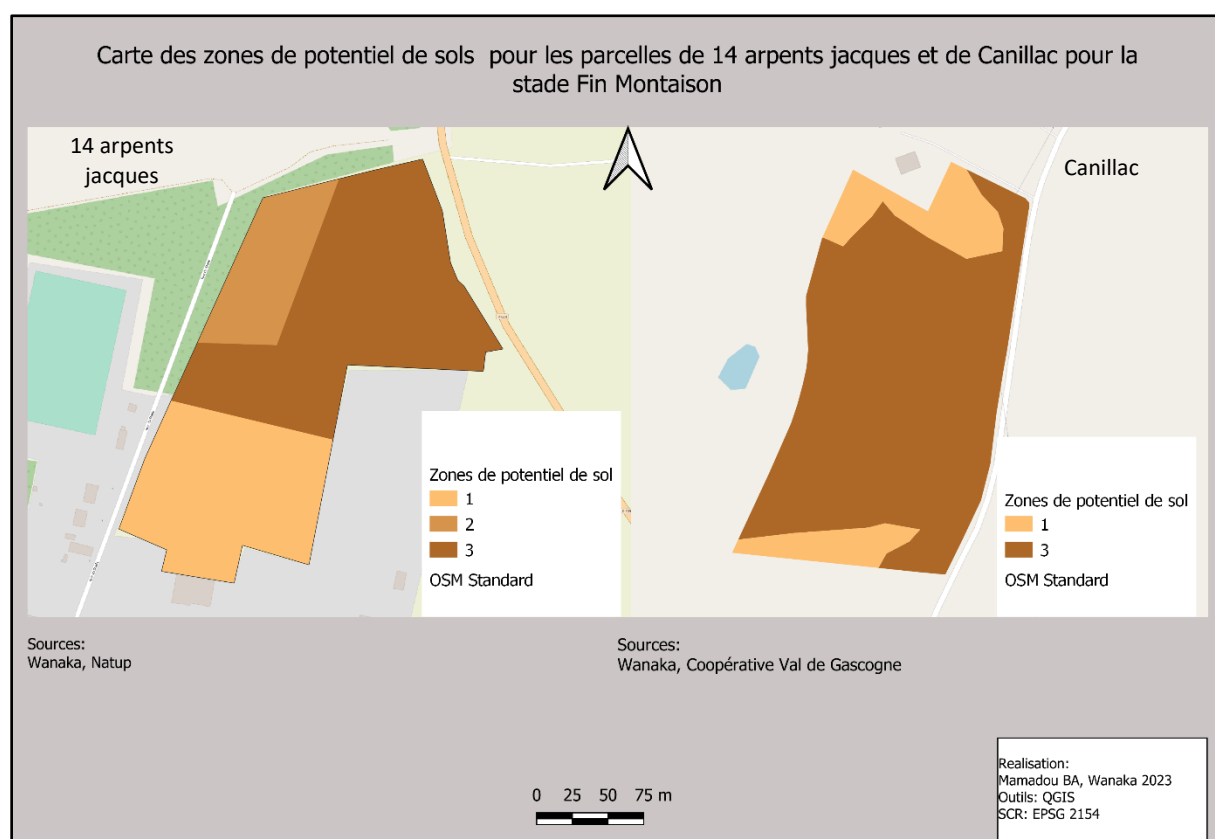 Carte des zones de potentiel de sols pour les parcelles de 14 arpents jacques et de Canillac pour la
stade Fin Montaison
14 arpents
jacques
Canillac
Zones de potentiel de sol
1
2
3
OSM Standard
Zones de potentiel de sol
1
3
OSM Standard
Sources:
Wanaka, Natup
Sources:
Wanaka, Coopérative Val de Gascogne
0 25 50 75 m
Realisation:
Mamadou BA, Wanaka 2023
Outils: QGIS
SCR: EPSG 2154